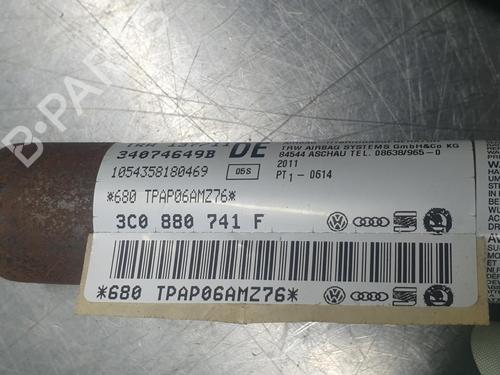 34074649B DE
1054358180469 05S
*680 TPAP06AMZ76*
3C0 880 741 F
TRW AIRBAG SYSTEMS GmbH&Co KG
84544 ASCHAU TEL. 08638/965-0
2011
PT1-0614
*680 TPAP06AMZ76*